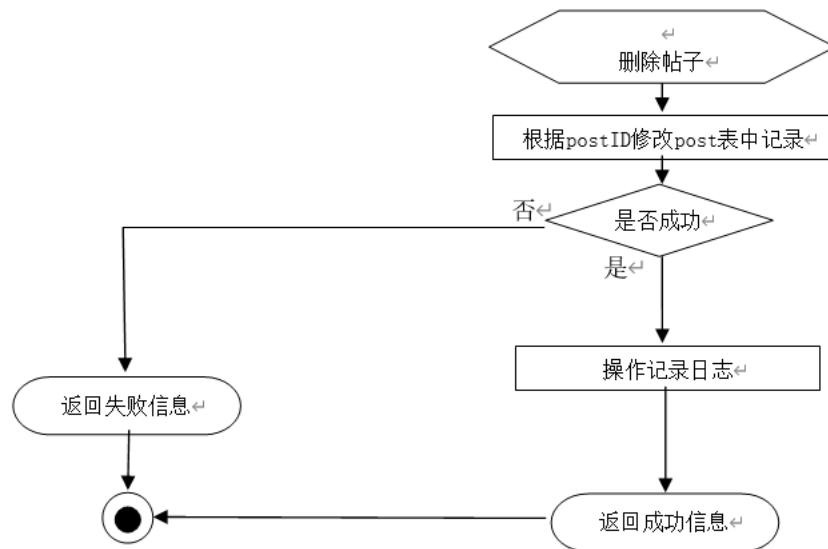 删除帖子
根据postID修改post表中记录
否
是否成功
是
操作记录日志
返回失败信息
返回成功信息